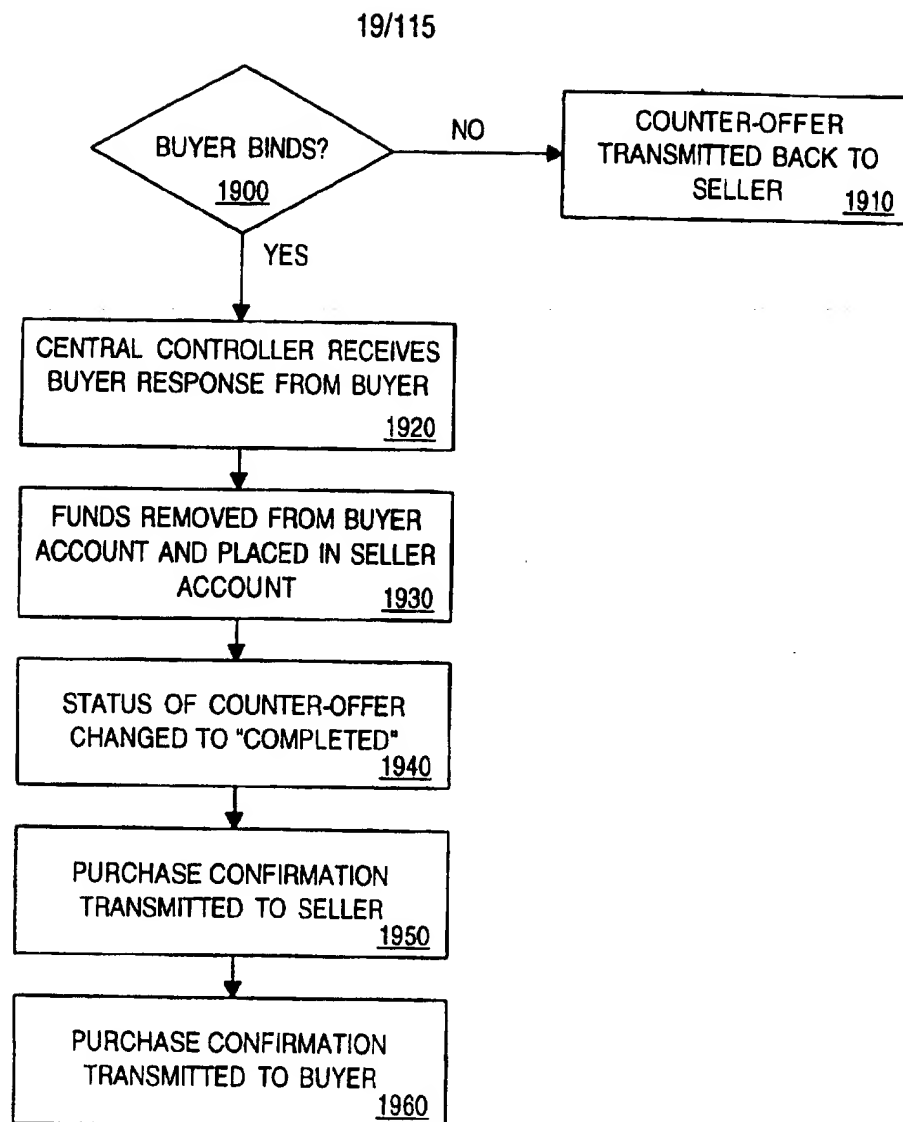 19/115
BUYER BINDS?
1900
NO
COUNTER-OFFER
TRANSMITTED BACK TO
SELLER
1910
YES
CENTRAL CONTROLLER RECEIVES
BUYER RESPONSE FROM BUYER
1920
FUNDS REMOVED FROM BUYER
ACCOUNT AND PLACED IN SELLER
ACCOUNT
1930
STATUS OF COUNTER-OFFER
CHANGED TO "COMPLETED"
1940
PURCHASE CONFIRMATION
TRANSMITTED TO SELLER
1950
PURCHASE CONFIRMATION
TRANSMITTED TO BUYER
1960